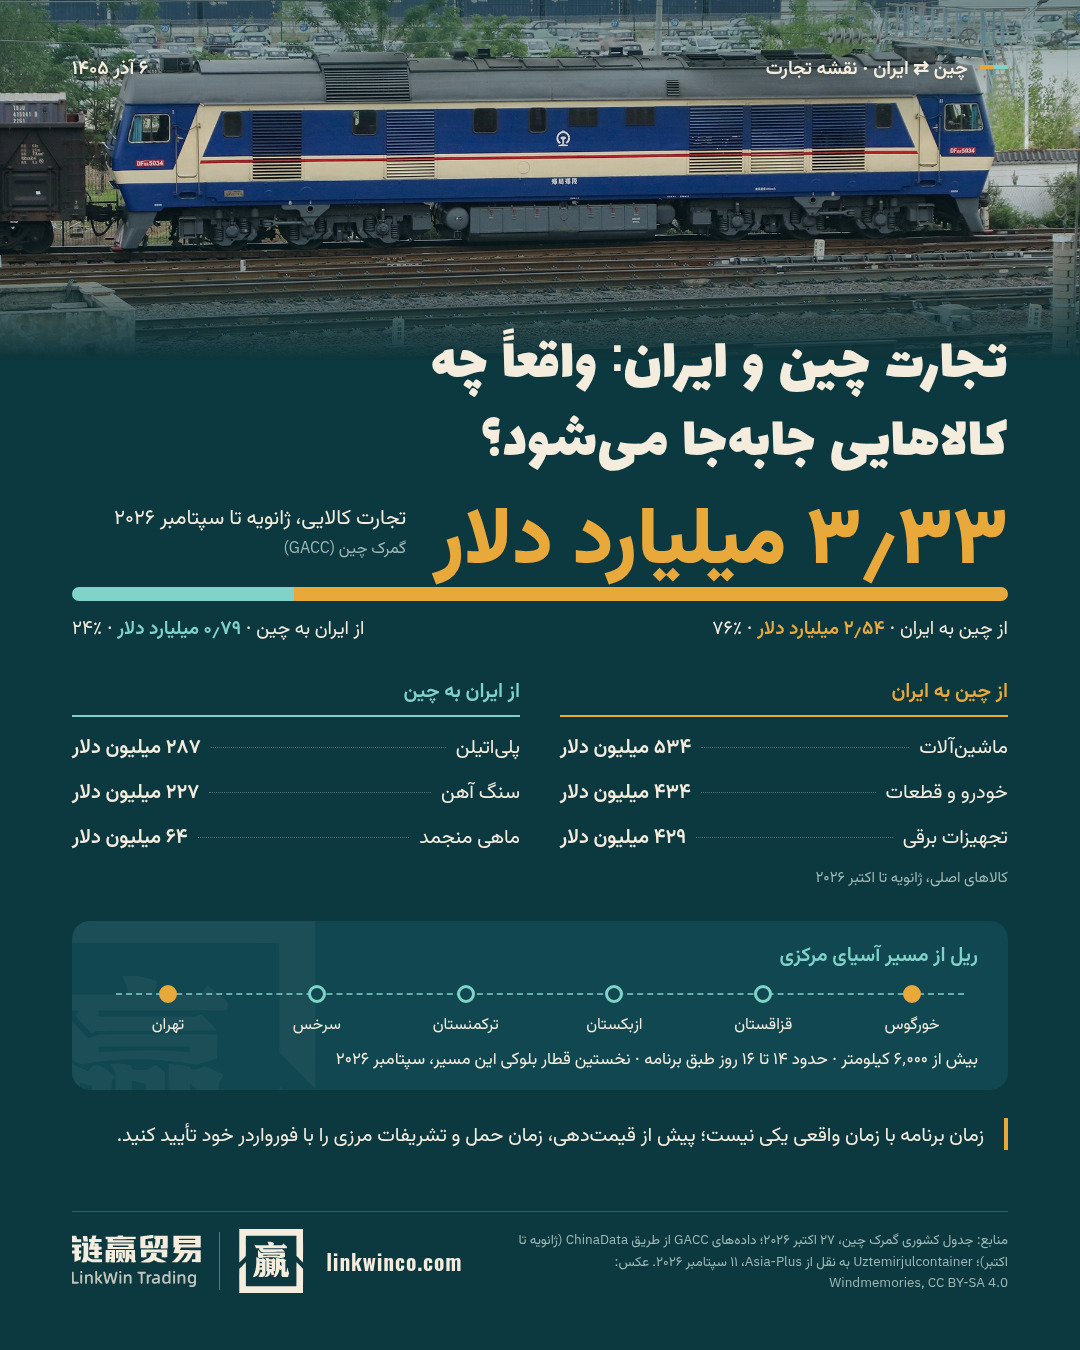 چین ⇄ ایران · نقشه تجارت
۶ آذر ۱۴۰۵
DF₈ᵦ5034
DF₈ᵦ5034
تجارت چین و ایران: واقعاً چه
کالاهایی جابه‌جا می‌شود؟
۳٫۳۳ میلیارد دلار
تجارت کالایی، ژانویه تا سپتامبر ۲۰۲۶
گمرک چین (GACC)
از چین به ایران · ۲٫۵۴ میلیارد دلار · ۷۶٪
از ایران به چین · ۰٫۷۹ میلیارد دلار · ۲۴٪
از چین به ایران
ماشین‌آلات ۵۳۴ میلیون دلار
خودرو و قطعات ۴۳۴ میلیون دلار
تجهیزات برقی ۴۲۹ میلیون دلار
کالاهای اصلی، ژانویه تا اکتبر ۲۰۲۶
از ایران به چین
پلی‌اتیلن ۲۸۷ میلیون دلار
سنگ آهن ۲۲۷ میلیون دلار
ماهی منجمد ۶۴ میلیون دلار
ریل از مسیر آسیای مرکزی
خورگوس قزاقستان ازبکستان ترکمنستان سرخس تهران
بیش از ۶٬۰۰۰ کیلومتر · حدود ۱۴ تا ۱۶ روز طبق برنامه · نخستین قطار بلوکی این مسیر، سپتامبر ۲۰۲۶
زمان برنامه با زمان واقعی یکی نیست؛ پیش از قیمت‌دهی، زمان حمل و تشریفات مرزی را با فورواردر خود تأیید کنید.
منابع: جدول کشوری گمرک چین، ۲۷ اکتبر ۲۰۲۶؛ داده‌های GACC از طریق ChinaData (ژانویه تا
اکتبر)؛ Uztemirjulcontainer به نقل از Asia-Plus، ۱۱ سپتامبر ۲۰۲۶. عکس:
Windmemories, CC BY-SA 4.0
linkwinco.com
赢
链赢贸易
LinkWin Trading